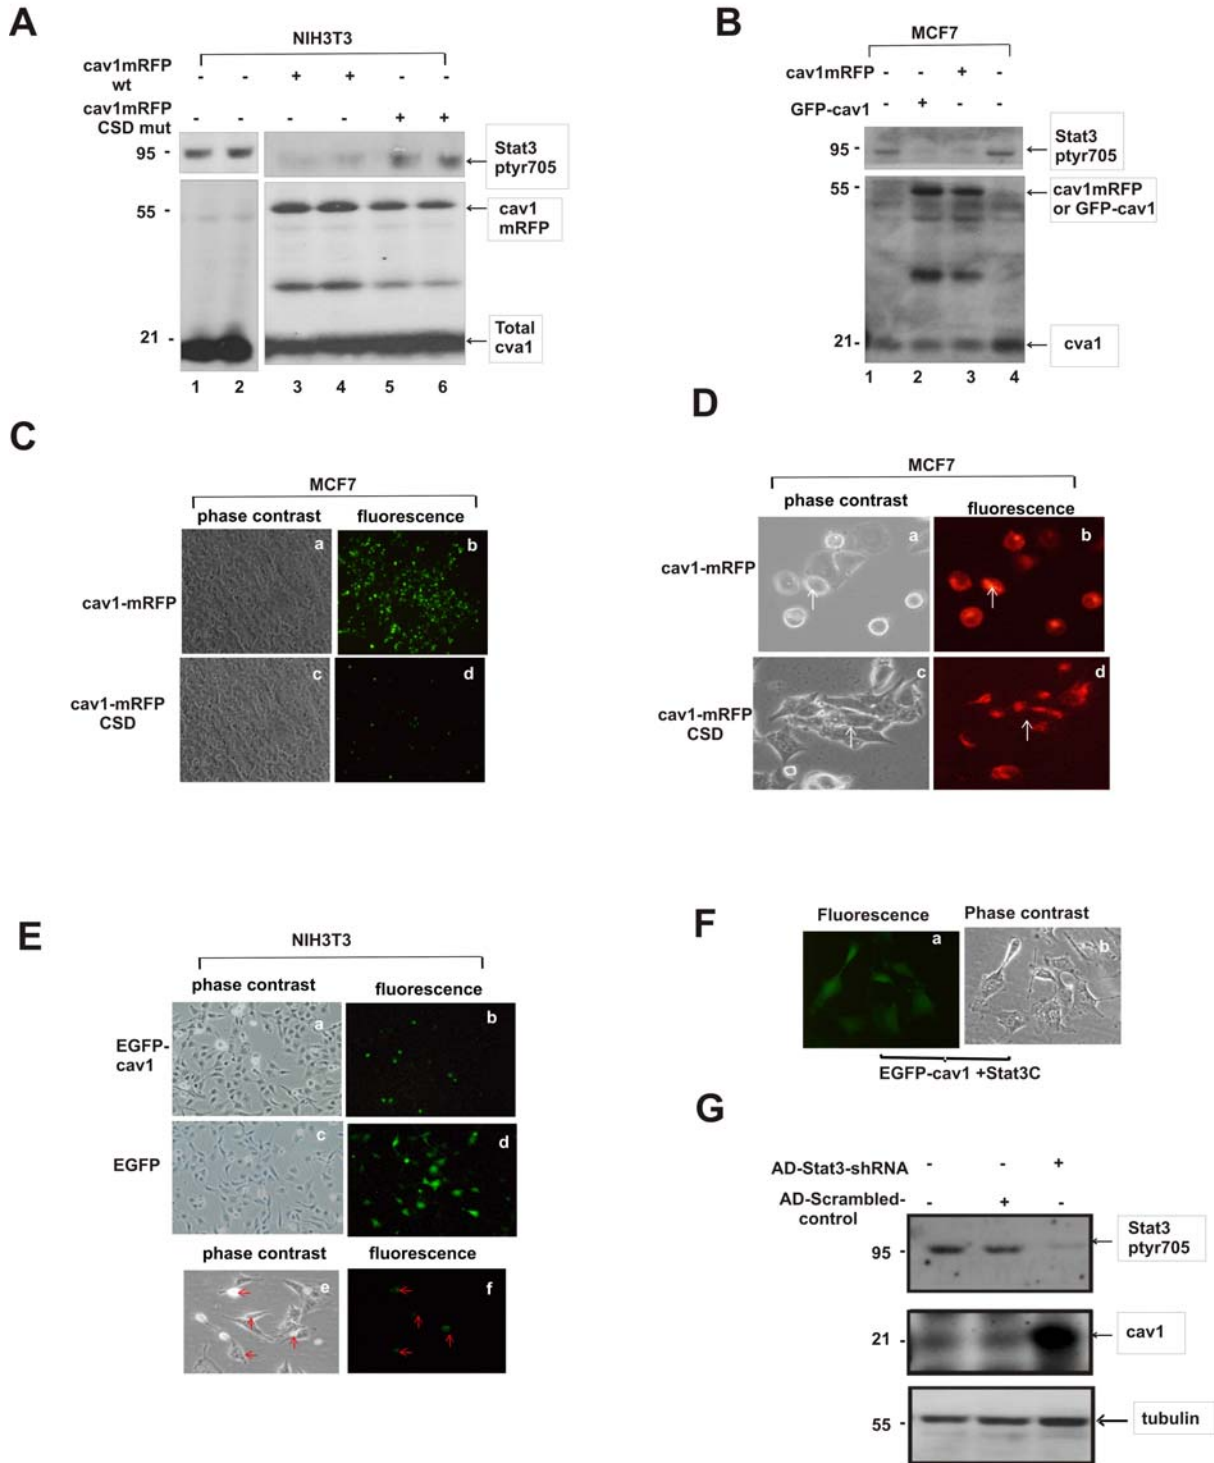 A
NIH3T3
cav1mRFP
wt
- - + + - -
cav1mRFP
CSD mut
- - - - + +
95 -
Stat3
ptyr705
55 -
cav1
mRFP
21 -
Total
cva1
1 2 3 4 5 6
B
MCF7
cav1mRFP - - + -
GFP-cav1 - + - -
95 -
Stat3
ptyr705
55 -
cav1mRFP
or GFP-cav1
21 -
cva1
1 2 3 4
C
MCF7
phase contrast fluorescence
a b
cav1-mRFP
c d
cav1-mRFP
CSD
D
MCF7
phase contrast fluorescence
a b
cav1-mRFP
c d
cav1-mRFP
CSD
E
NIH3T3
phase contrast fluorescence
a b
EGFP-
cav1
c d
EGFP
phase contrast fluorescence
e f
F
Fluorescence Phase contrast
a b
EGFP-cav1 +Stat3C
G
AD-Stat3-shRNA - - +
AD-Scrambled-
control
- + -
95 -
Stat3
ptyr705
21 -
cav1
55 -
tubulin